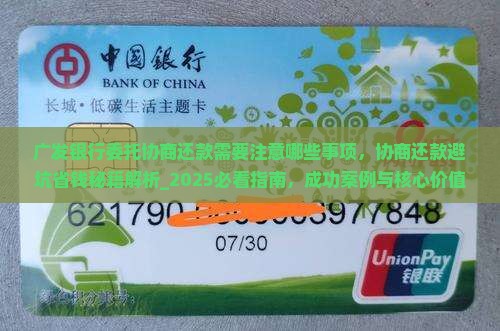 中国银行
BANK OF CHINA
长城·低碳生活主题卡
广发银行委托协商还款需要注意哪些事项，协商还款避
坑省钱秘籍解析_2025必看指南，成功案例与核心价值
621790 977848
07/30
UnionPay
银联